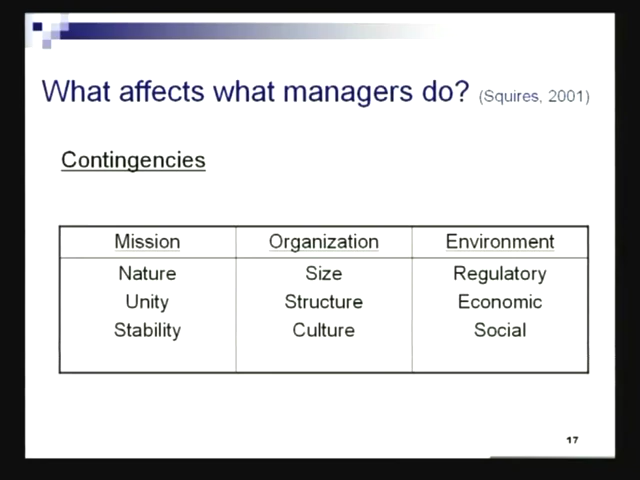 What affects what managers do? (Squires, 2001)
Contingencies
Mission Organization Environment
Nature Size Regulatory
Unity Structure Economic
Stability Culture Social
17